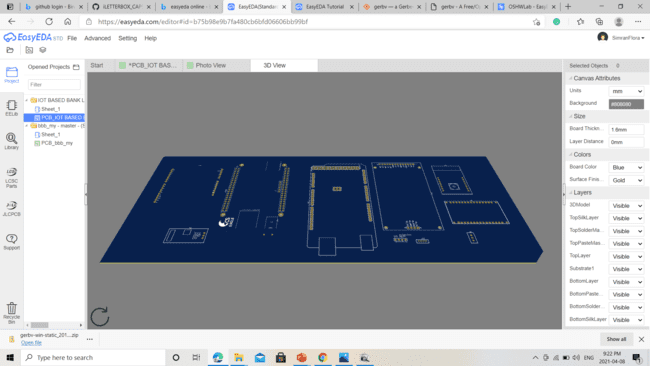 github login - Bi
iLETTERBOX_CAY
easyeda online -
EasyEDA(Standar
EasyEDA Tutorial
gerbv — a Gerb
gerbv - A Free/O
OSHWLab - Easy
https://easyeda.com/editor#id=b75b98e9b7fa480cb6bfd06606bb99bf
EasyEDA STD File Advanced Setting Help SimranFlora
Project
EELib
Library
LCSC Parts
JLCPCB
Support
Recycle Bin
Opened Projects
Filter
IOT BASED BANK L
Sheet_1
PCB_IOT BASED B
bbb_my - master - (S
Sheet_1
PCB_bbb_my
Start *PCB_IOT BAS... Photo View 3D View
Selected Objects 0
Canvas Attributes
Units mm
Background #808080
Size
Board Thickn... 1.6mm
Layer Distance 0mm
Colors
Board Color Blue
Surface Finis... Gold
Layers
3DModel Visible
TopSilkLayer Visible
TopSolderMa... Visible
TopPasteMas... Visible
TopLayer Visible
Substrate1 Visible
BottomLayer Visible
BottomPaste... Visible
BottomSolder... Visible
BottomSilkLayer Visible
gerbv-win-static_201....zip
Open file
Show all
Type here to search
ENG
9:22 PM
2021-04-08